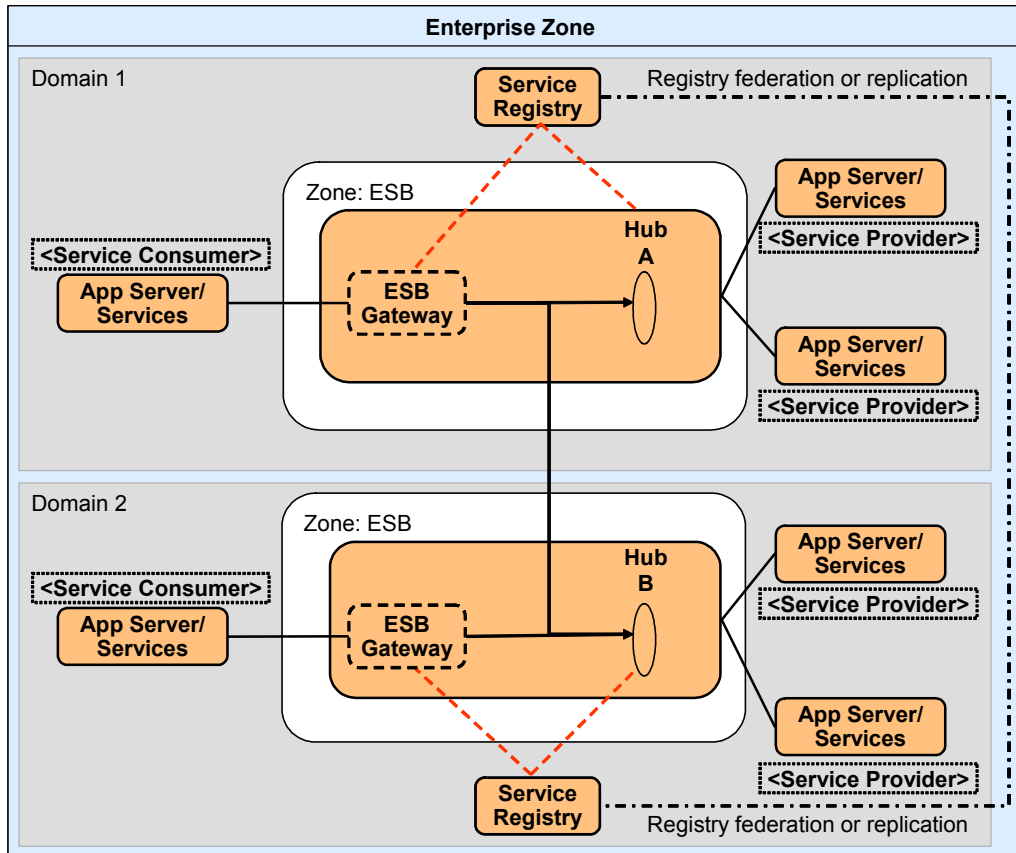 Enterprise Zone
Domain 1
Service
Registry
Registry federation or replication
Zone: ESB
App Server/
Services
<Service Provider>
Hub
A
<Service Consumer>
App Server/
Services
ESB
Gateway
App Server/
Services
<Service Provider>
Domain 2
Zone: ESB
App Server/
Services
<Service Provider>
Hub
B
<Service Consumer>
App Server/
Services
ESB
Gateway
App Server/
Services
<Service Provider>
Service
Registry
Registry federation or replication